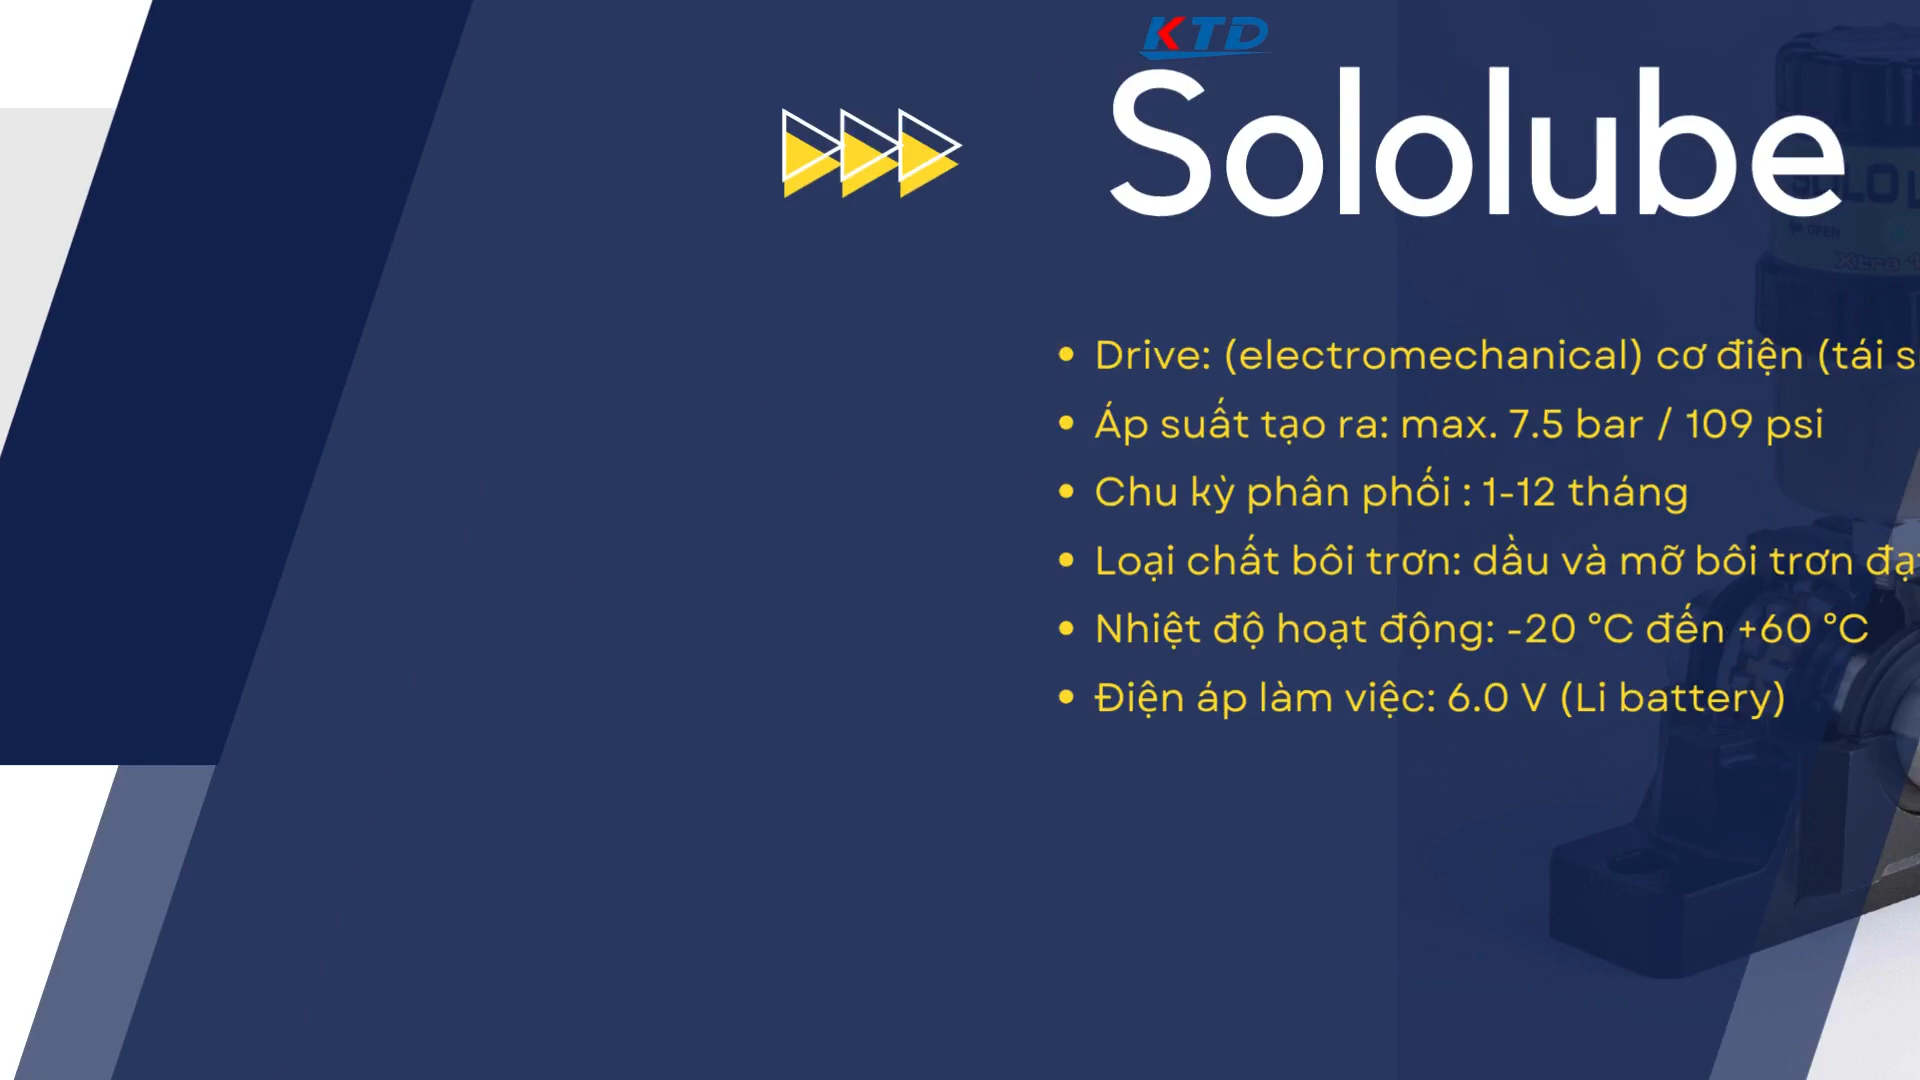 KTD
Sololube
OPEN
Xtra
• Drive: (electromechanical) cơ điện (tái
• Áp suất tạo ra: max. 7.5 bar / 109 psi
• Chu kỳ phân phối : 1-12 tháng
• Loại chất bôi trơn: dầu và mỡ bôi trơn
• Nhiệt độ hoạt động: -20 °C đến +60 °C
• Điện áp làm việc: 6.0 V (Li battery)